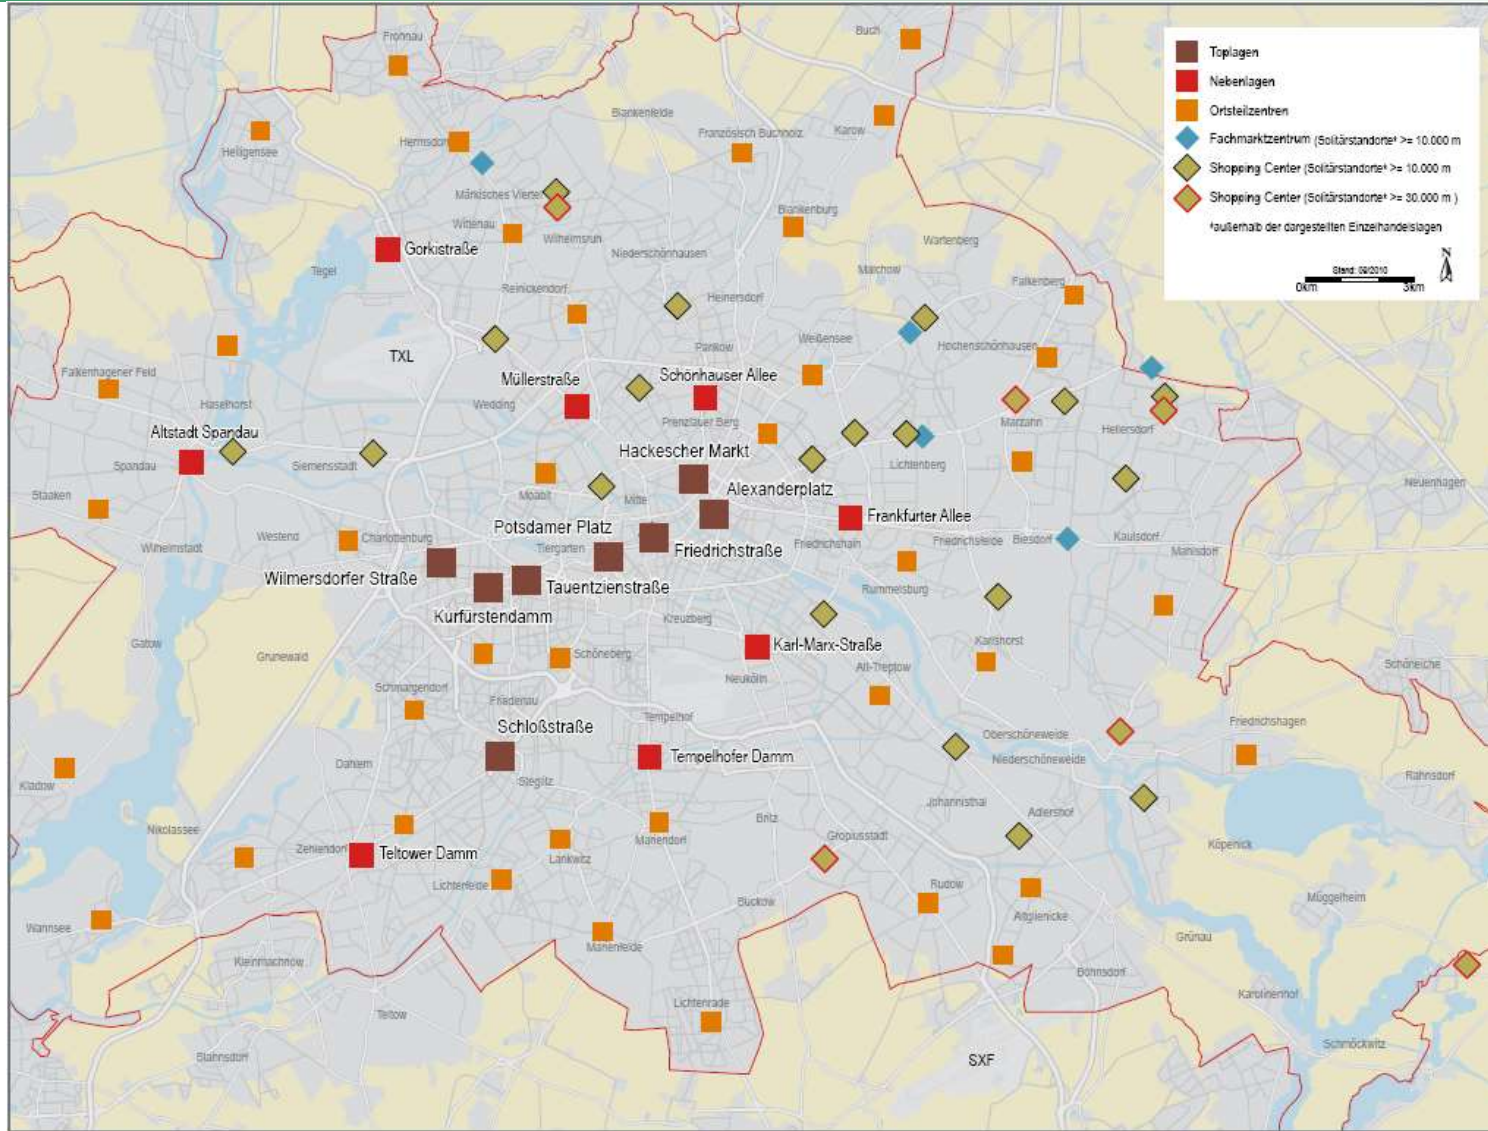 Toplagen
Nebenlagen
Ortsteilzentren
Fachmarktzentrum (Solitärstandorte* >= 10.000 m
Shopping Center (Solitärstandorte* >= 10.000 m
Shopping Center (Solitärstandorte* >= 30.000 m )
*außerhalb der dargestellten Einzelhandelslagen
Stand: 09/2010
N
0km 3km
Frohnau
Buch
Blankenfelde
Französisch Buchholz
Karow
Heiligensee
Hermsdorf
Märkisches Viertel
Wittenau
Wilhelmsruh
Blankenburg
Niederschönhausen
Wartenberg
Gorkistraße
Tegel
Malchow
Falkenberg
Reinickendorf
Heinersdorf
Weißensee
Hohenschönhausen
TXL
Pankow
Falkenhagener Feld
Müllerstraße
Schönhauser Allee
Haselhorst
Wedding
Prenzlauer Berg
Marzahn
Hellersdorf
Altstadt Spandau
Hackescher Markt
Spandau
Siemensstadt
Lichtenberg
Staaken
Moabit
Mitte
Alexanderplatz
Neuenhagen
Frankfurter Allee
Potsdamer Platz
Wilhelmstadt
Westend
Charlottenburg
Tiergarten
Friedrichstraße
Friedrichshain
Friedrichsfelde
Biesdorf
Kaulsdorf
Mahlsdorf
Wilmersdorfer Straße
Tauentzienstraße
Rummelsburg
Kurfürstendamm
Kreuzberg
Gatow
Grunewald
Schöneberg
Karl-Marx-Straße
Karlshorst
Alt-Treptow
Schöneiche
Schmargendorf
Friedenau
Neukölln
Tempelhof
Friedrichshagen
Schloßstraße
Oberschöneweide
Dahlem
Tempelhofer Damm
Niederschöneweide
Rahnsdorf
Kladow
Steglitz
Johannisthal
Adlershof
Nikolassee
Britz
Gropiusstadt
Zehlendorf
Teltower Damm
Lankwitz
Mariendorf
Köpenick
Lichterfelde
Rudow
Buckow
Altglienicke
Müggelheim
Wannsee
Marienfelde
Grünau
Kleinmachnow
Bohnsdorf
Lichtenrade
Karolinenhof
Teltow
Stahnsdorf
SXF
Schmöckwitz